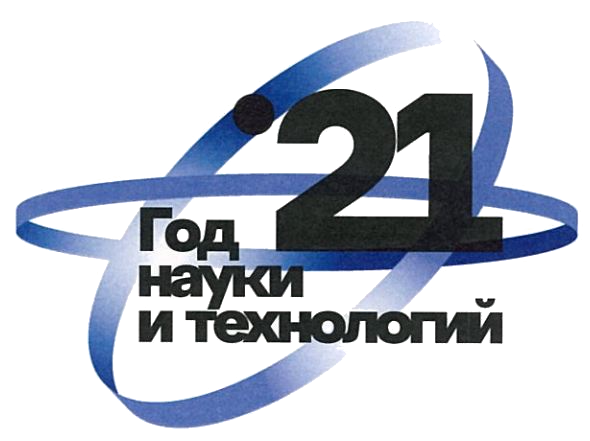 21
Год
науки
и технологий